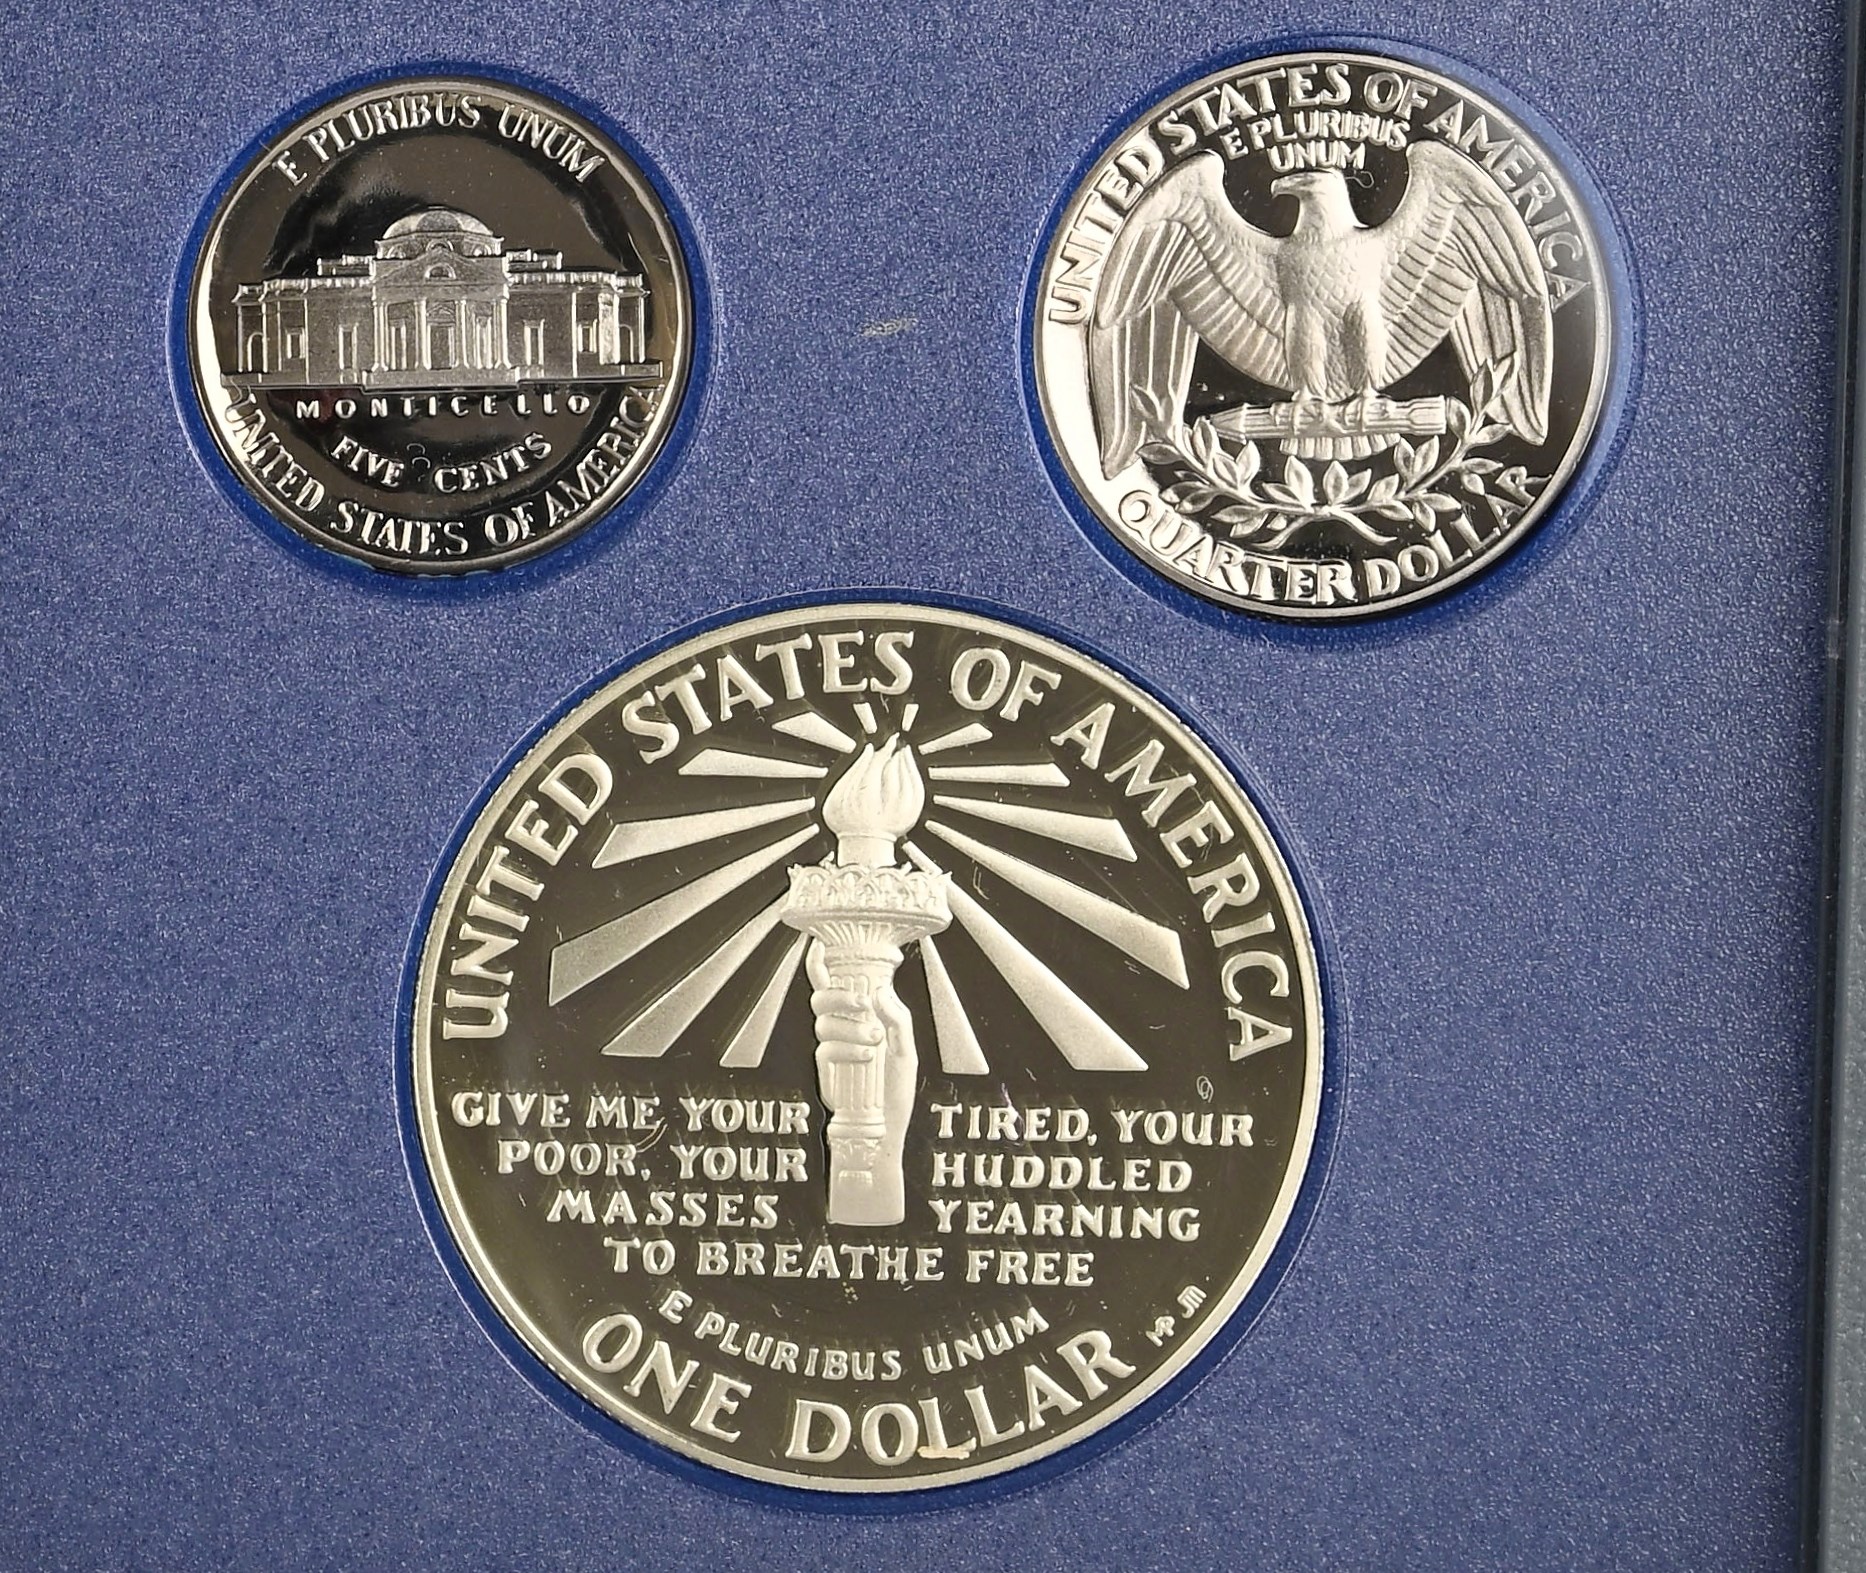 E PLURIBUS UNUM
MONTICELLO
FIVE CENTS
UNITED STATES OF AMERICA
UNITED STATES OF AMERICA
E PLURIBUS
UNUM
QUARTER DOLLAR
UNITED STATES OF AMERICA
GIVE ME YOUR TIRED, YOUR
POOR, YOUR HUDDLED
MASSES YEARNING
TO BREATHE FREE
E PLURIBUS UNUM
MP JM
ONE DOLLAR